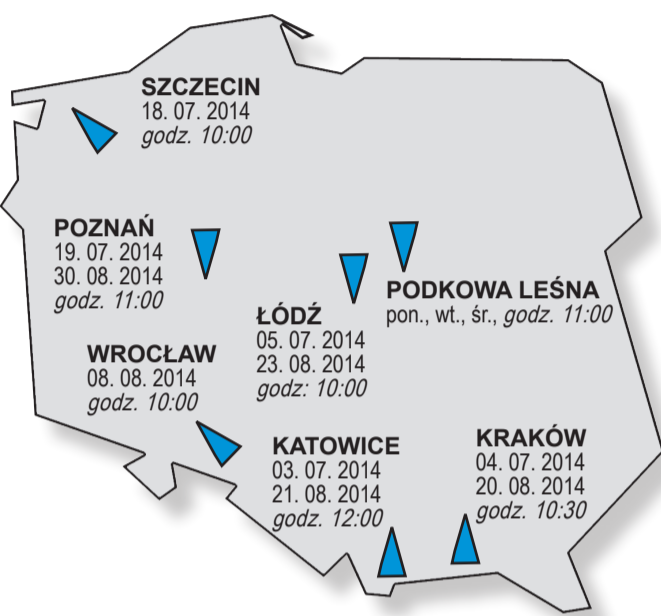 SZCZECIN
18. 07. 2014
godz. 10:00
POZNAŃ
19. 07. 2014
30. 08. 2014
godz. 11:00
PODKOWA LEŚNA
pon., wt., śr., godz. 11:00
ŁÓDŹ
05. 07. 2014
23. 08. 2014
godz: 10:00
WROCŁAW
08. 08. 2014
godz. 10:00
KATOWICE
03. 07. 2014
21. 08. 2014
godz. 12:00
KRAKÓW
04. 07. 2014
20. 08. 2014
godz. 10:30